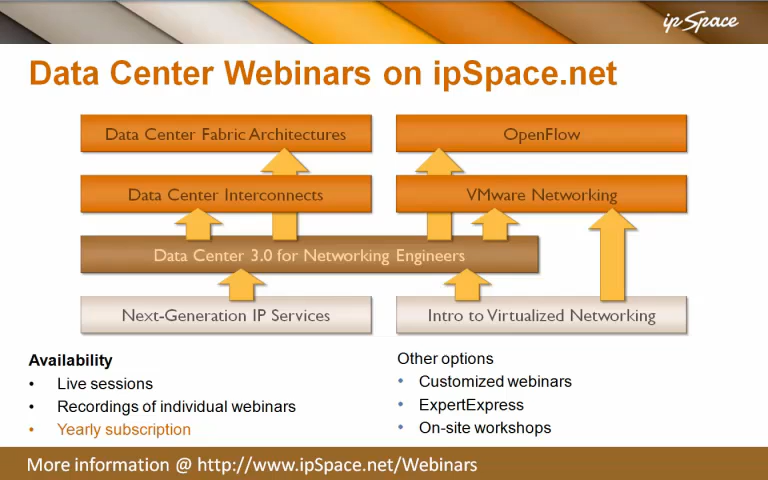 ipSpace
Data Center Webinars on ipSpace.net
Data Center Fabric Architectures
OpenFlow
Data Center Interconnects
VMware Networking
Data Center 3.0 for Networking Engineers
Next-Generation IP Services
Intro to Virtualized Networking
Availability
• Live sessions
• Recordings of individual webinars
• Yearly subscription
Other options
• Customized webinars
• ExpertExpress
• On-site workshops
More information @ http://www.ipSpace.net/Webinars